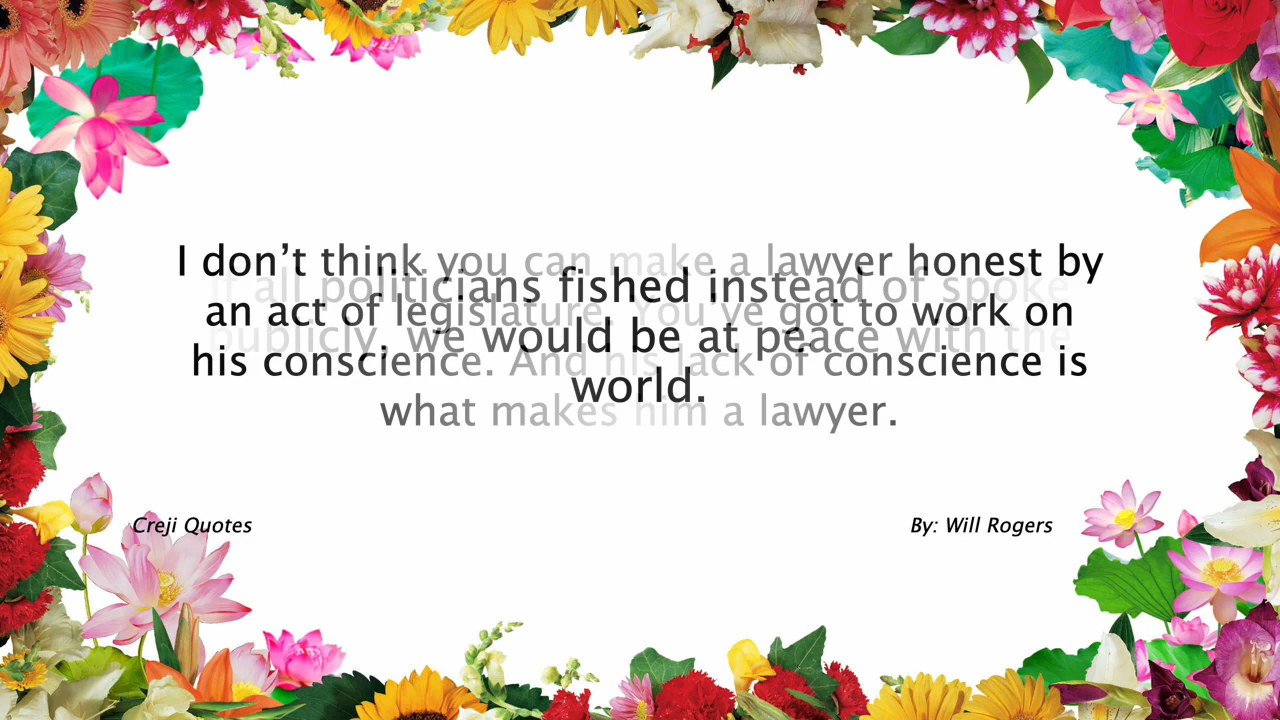 I don’t think you can make a lawyer honest by
an act of legislature. You’ve got to work on
his conscience. And his lack of conscience is
what makes him a lawyer.
If all politicians fished instead of spoke
publicly, we would be at peace with the
world.
Creji Quotes
By: Will Rogers